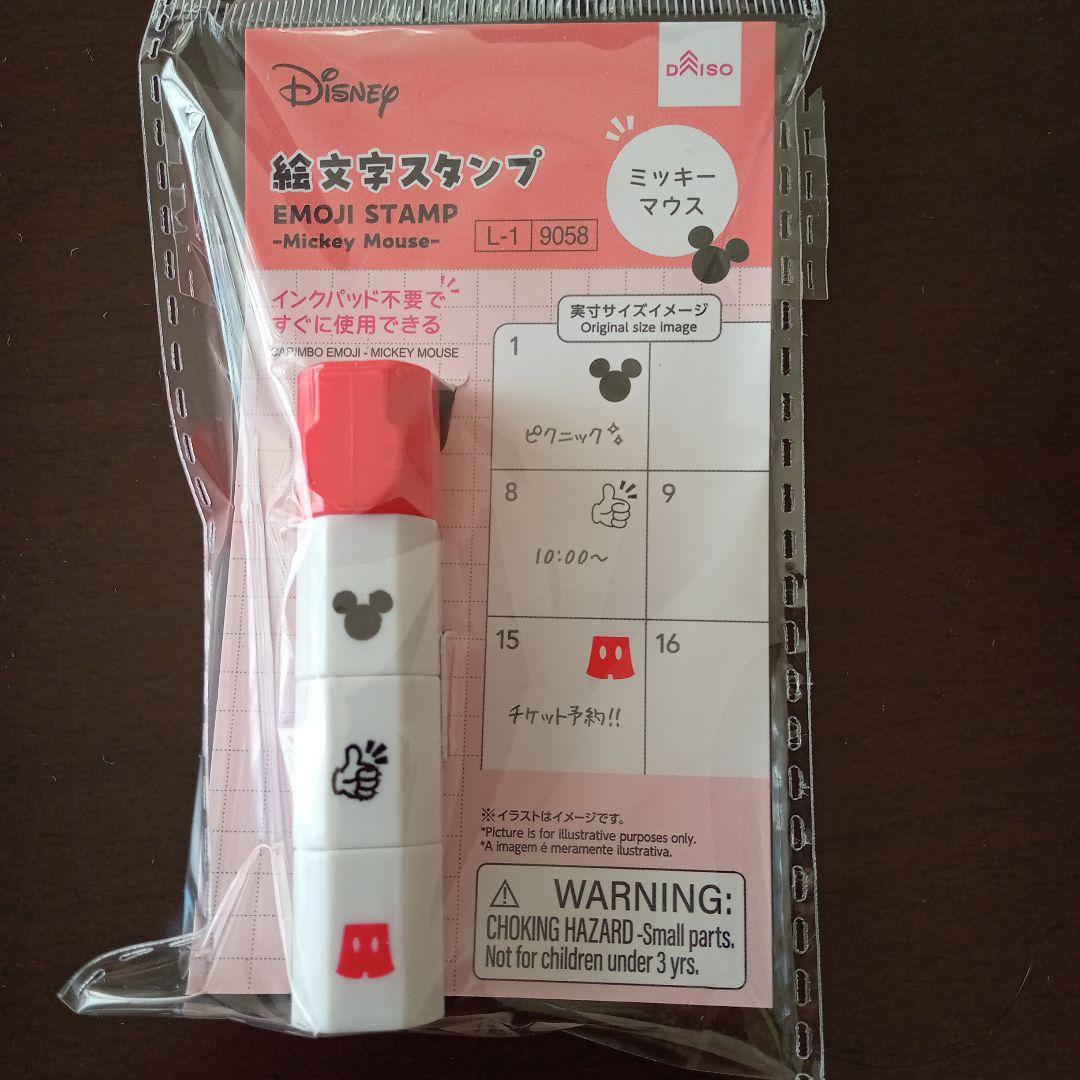 Disney
DAISO
絵文字スタンプ
EMOJI STAMP
-Mickey Mouse-
L-1 9058
ミッキー
マウス
インクパッド不要で
すぐに使用できる
CARIMBO EMOJI - MICKEY MOUSE
実寸サイズイメージ
Original size image
1
ピクニック
8
9
10:00～
15
16
チケット予約!!
※イラストはイメージです。
*Picture is for illustrative purposes only.
*A imagem é meramente ilustrativa.
WARNING:
CHOKING HAZARD -Small parts.
Not for children under 3 yrs.